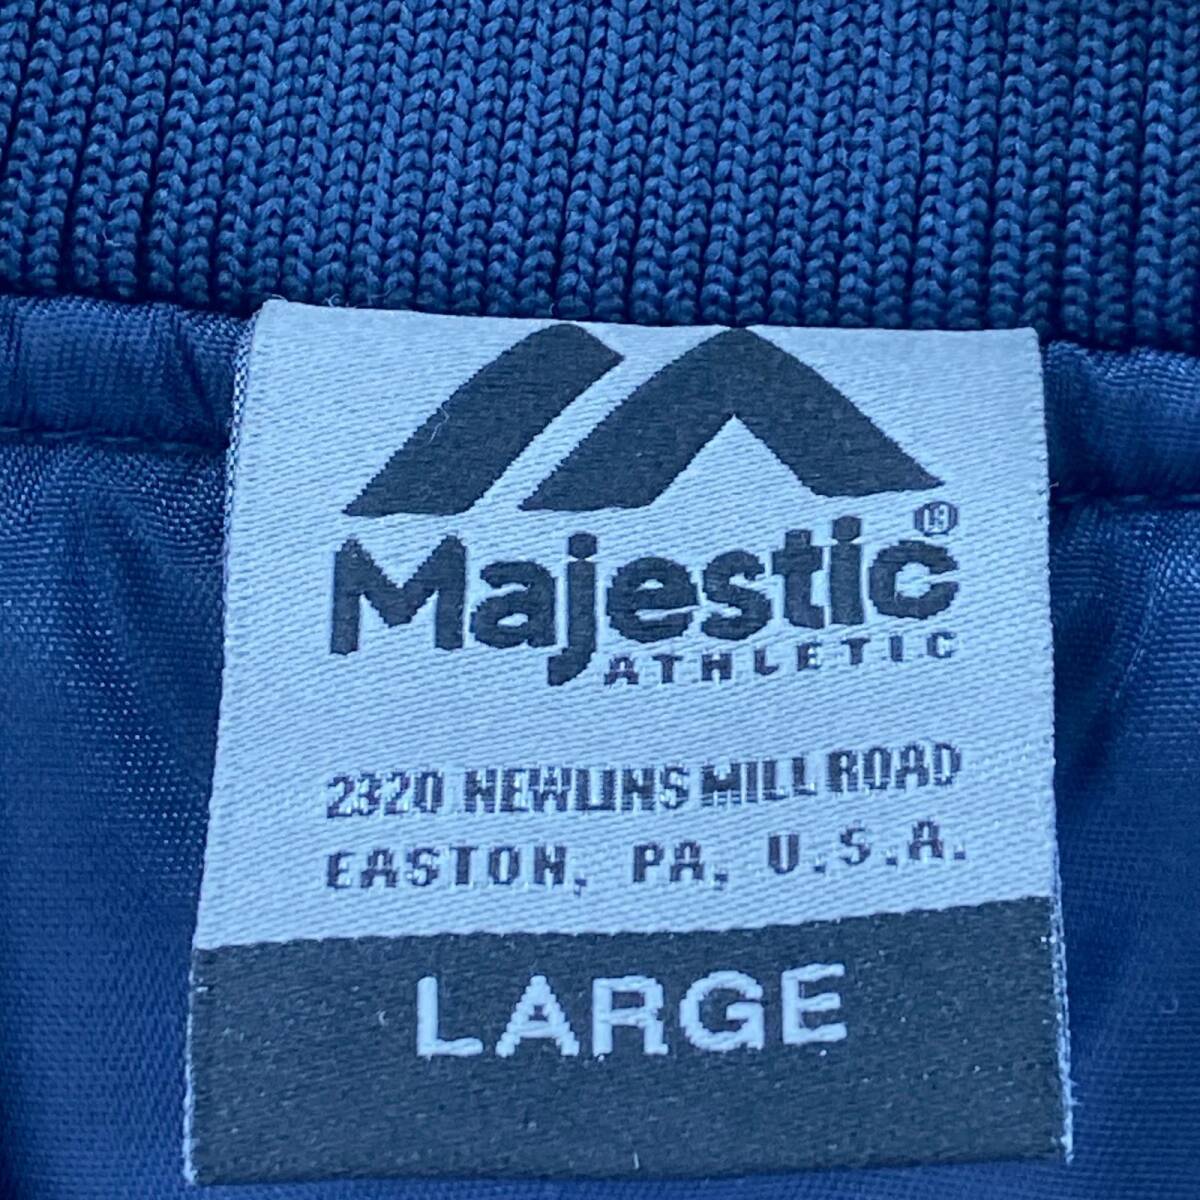 Majestic®
ATHLETIC
2320 NEWLINS MILL ROAD
EASTON, PA, U.S.A.
LARGE